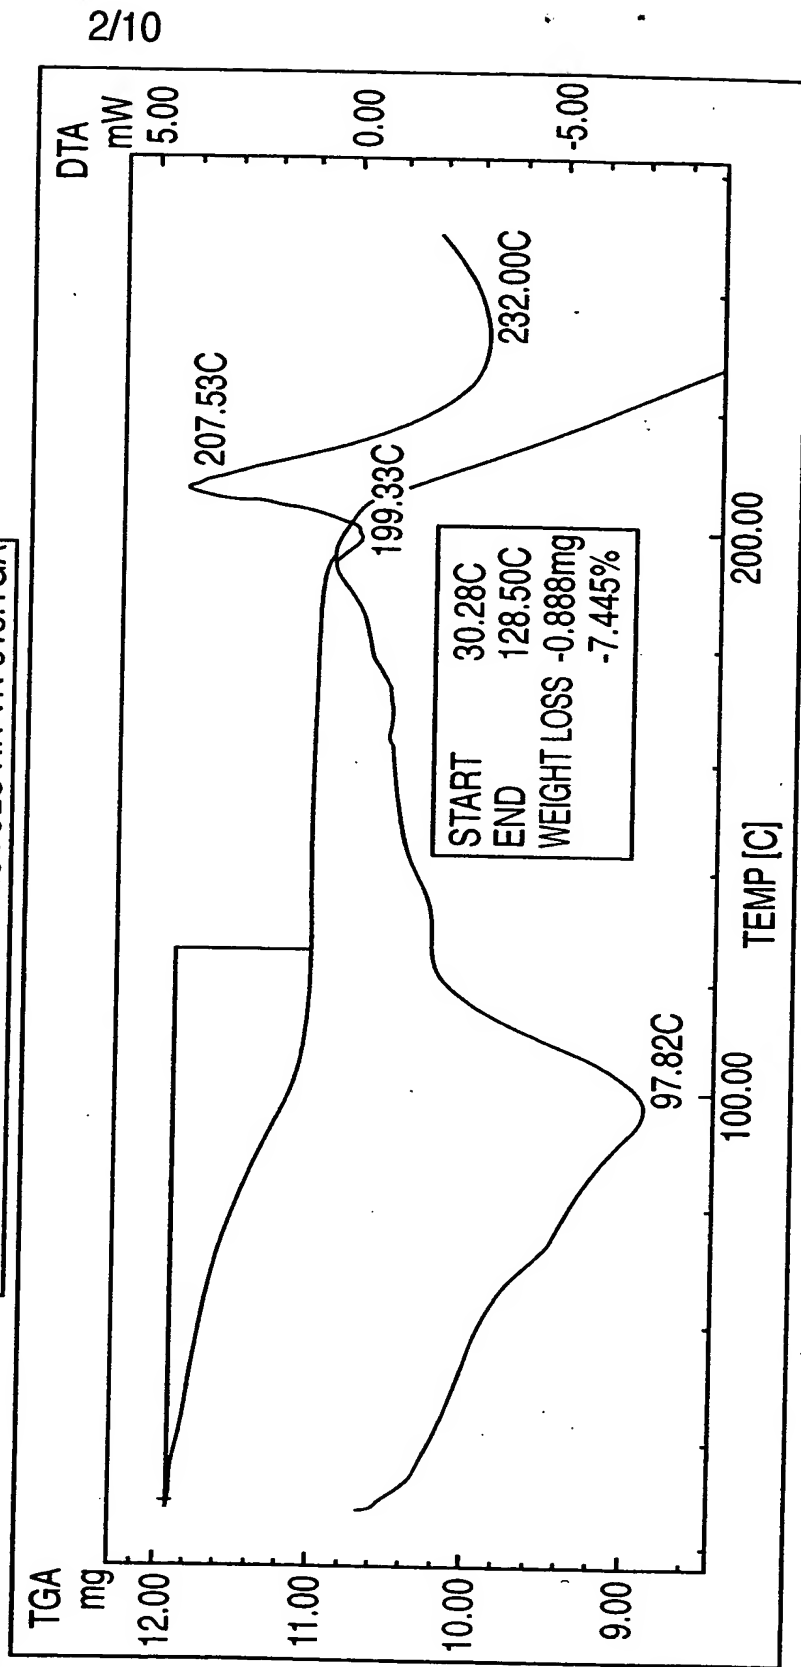 2/10
TGA
mg
DTA
mW
12.00
11.00
10.00
9.00
5.00
0.00
-5.00
207.53C
199.33C
232.00C
97.82C
START 30.28C
END 128.50C
WEIGHT LOSS -0.888mg
-7.445%
100.00
200.00
TEMP [C]